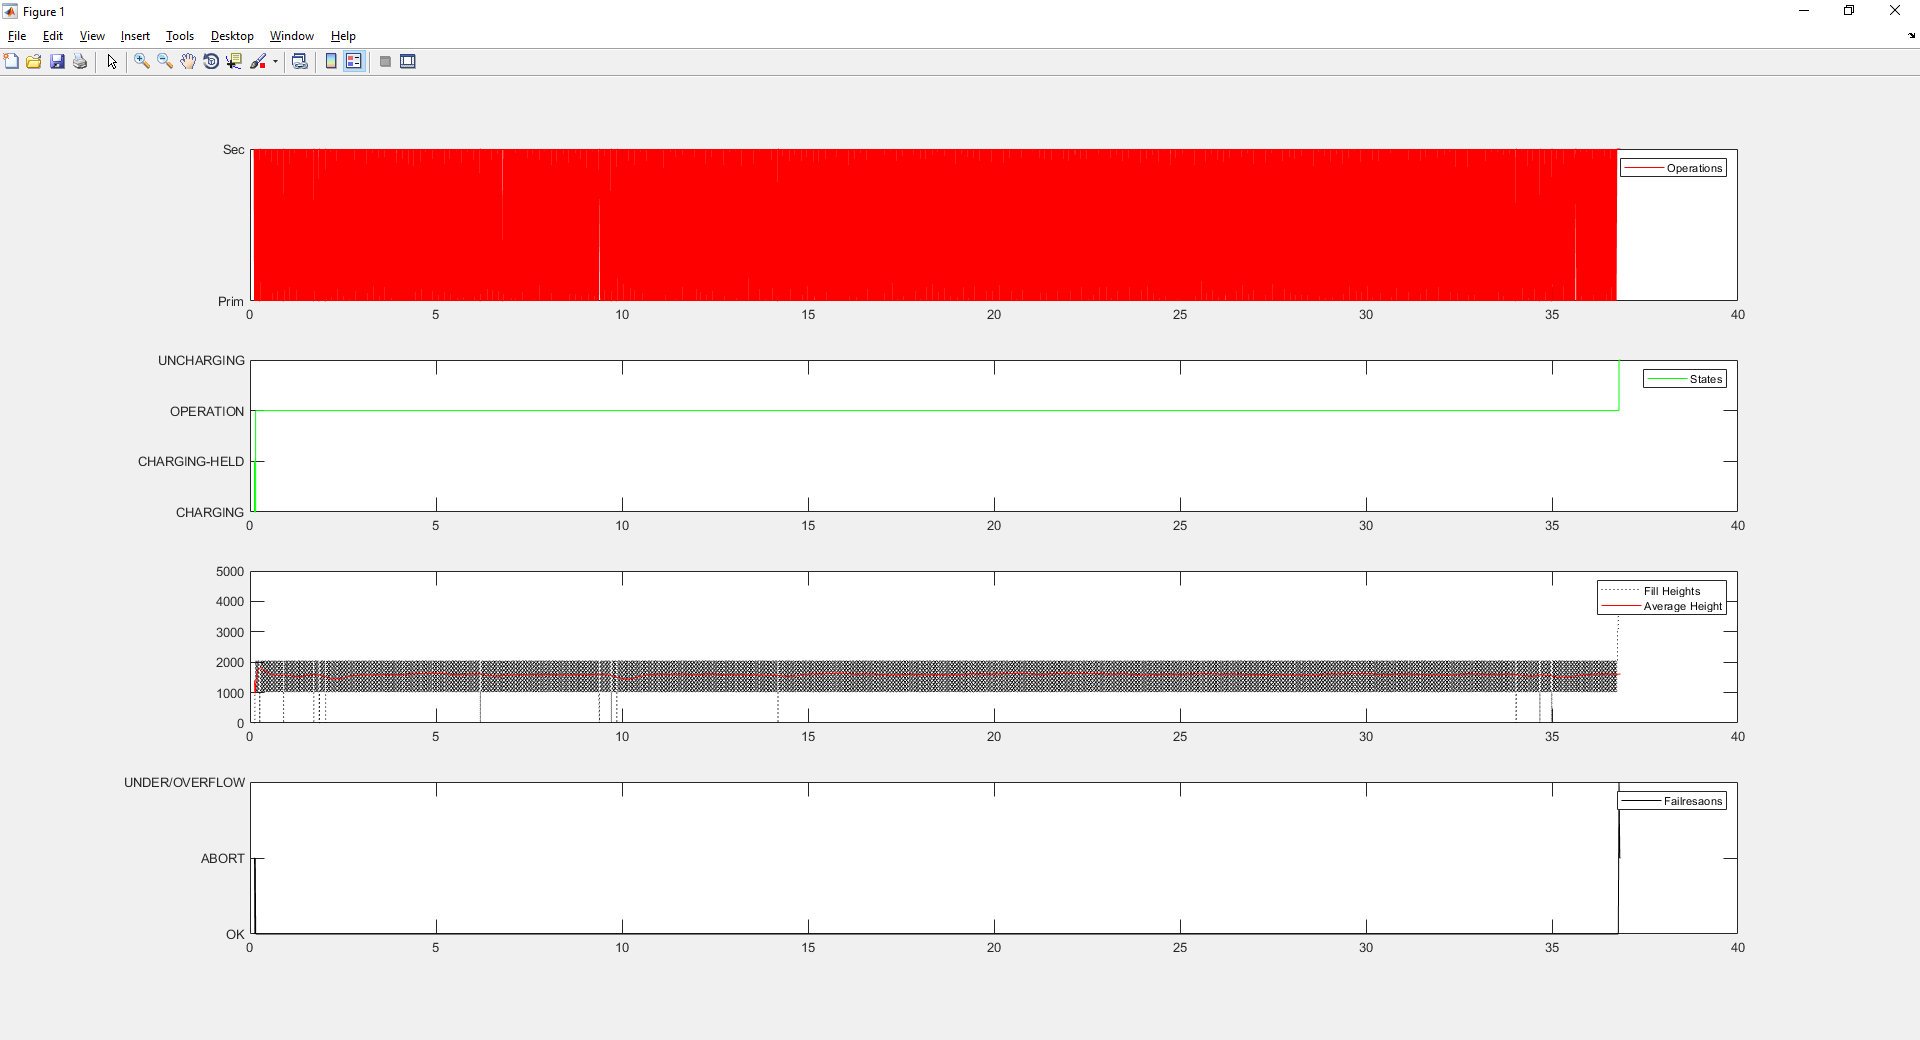 Figure 1
File Edit View Insert Tools Desktop Window Help
Sec
Operations
Prim
0 5 10 15 20 25 30 35 40
UNCHARGING
States
OPERATION
CHARGING-HELD
CHARGING
0 5 10 15 20 25 30 35 40
5000
Fill Heights
4000
Average Height
3000
2000
1000
0
0 5 10 15 20 25 30 35 40
UNDER/OVERFLOW
Failresaons
ABORT
OK
0 5 10 15 20 25 30 35 40